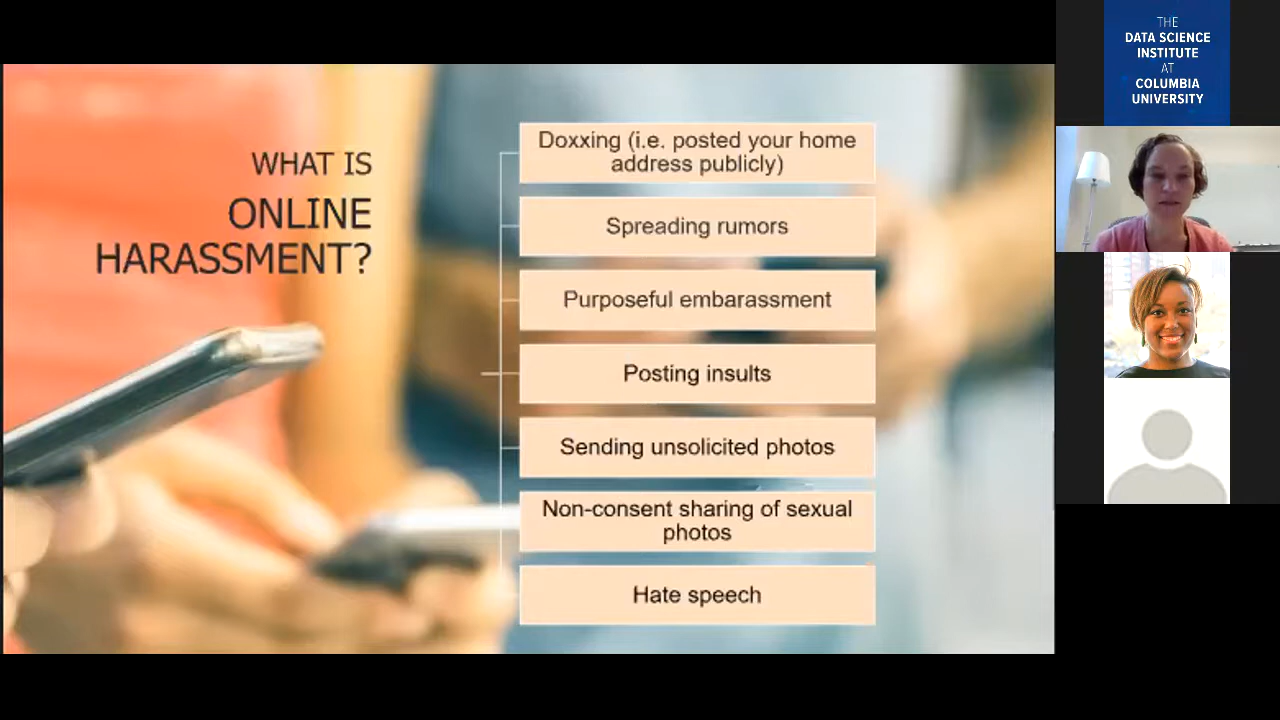 WHAT IS
ONLINE
HARASSMENT?
Doxxing (i.e. posted your home
address publicly)
Spreading rumors
Purposeful embarassment
Posting insults
Sending unsolicited photos
Non-consent sharing of sexual
photos
Hate speech
THE
DATA SCIENCE
INSTITUTE
AT
COLUMBIA
UNIVERSITY